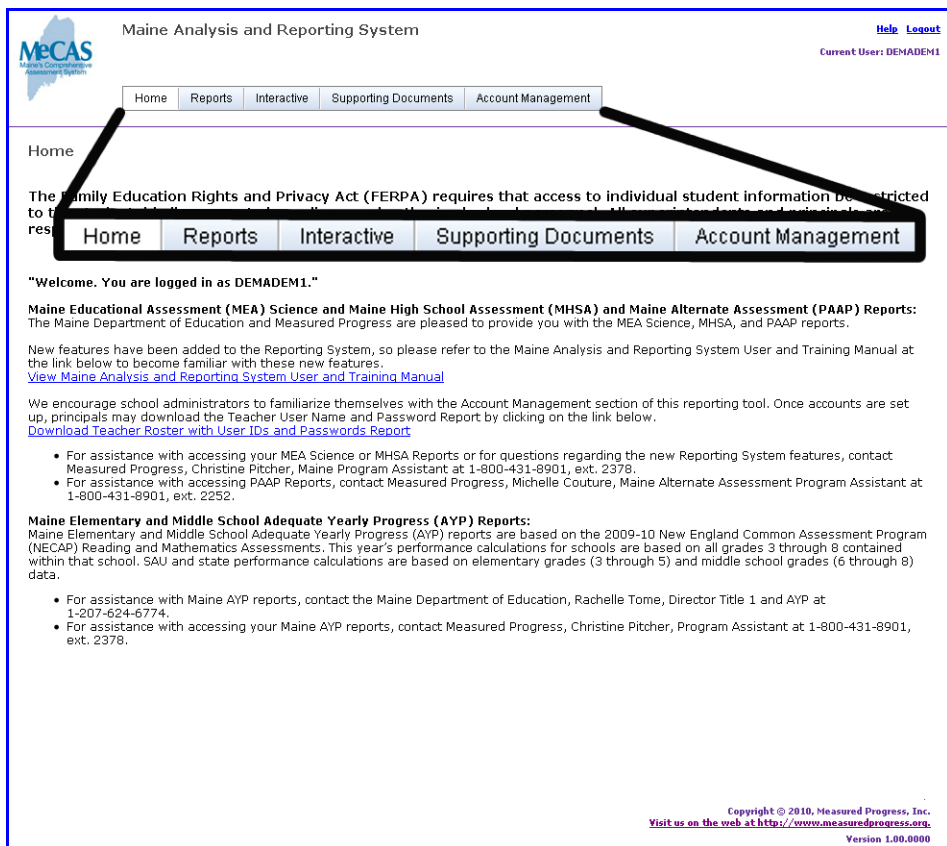 Maine Analysis and Reporting System
Help Logout
MeCAS
Maine's Comprehensive
Assessment System
Current User: DEMADEM1
Home Reports Interactive Supporting Documents Account Management
Home
The Family Education Rights and Privacy Act (FERPA) requires that access to individual student information be restricted
to
Home Reports Interactive Supporting Documents Account Management
"Welcome. You are logged in as DEMADEM1."
Maine Educational Assessment (MEA) Science and Maine High School Assessment (MHSA) and Maine Alternate Assessment (PAAP) Reports:
The Maine Department of Education and Measured Progress are pleased to provide you with the MEA Science, MHSA, and PAAP reports.
New features have been added to the Reporting System, so please refer to the Maine Analysis and Reporting System User and Training Manual at
the link below to become familiar with these new features.
View Maine Analysis and Reporting System User and Training Manual
We encourage school administrators to familiarize themselves with the Account Management section of this reporting tool. Once accounts are set
up, principals may download the Teacher User Name and Password Report by clicking on the link below.
Download Teacher Roster with User IDs and Passwords Report
• For assistance with accessing your MEA Science or MHSA Reports or for questions regarding the new Reporting System features, contact
Measured Progress, Christine Pitcher, Maine Program Assistant at 1-800-431-8901, ext. 2378.
• For assistance with accessing PAAP Reports, contact Measured Progress, Michelle Couture, Maine Alternate Assessment Program Assistant at
1-800-431-8901, ext. 2252.
Maine Elementary and Middle School Adequate Yearly Progress (AYP) Reports:
Maine Elementary and Middle School Adequate Yearly Progress (AYP) reports are based on the 2009-10 New England Common Assessment Program
(NECAP) Reading and Mathematics Assessments. This year's performance calculations for schools are based on all grades 3 through 8 contained
within that school. SAU and state performance calculations are based on elementary grades (3 through 5) and middle school grades (6 through 8)
data.
• For assistance with Maine AYP reports, contact the Maine Department of Education, Rachelle Tome, Director Title 1 and AYP at
1-207-624-6774.
• For assistance with accessing your Maine AYP reports, contact Measured Progress, Christine Pitcher, Program Assistant at 1-800-431-8901,
ext. 2378.
Copyright © 2010, Measured Progress, Inc.
Visit us on the web at http://www.measuredprogress.org.
Version 1.00.0000